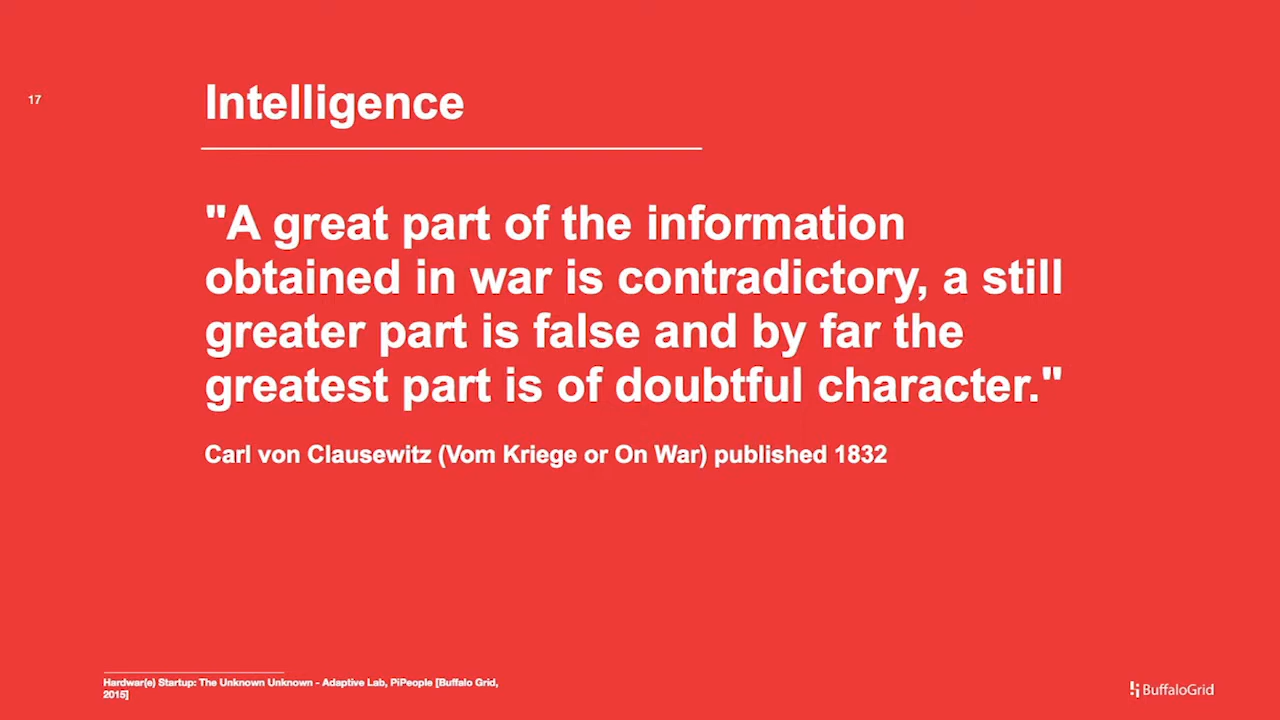 17
Intelligence
"A great part of the information
obtained in war is contradictory, a still
greater part is false and by far the
greatest part is of doubtful character."
Carl von Clausewitz (Vom Kriege or On War) published 1832
Hardwar(e) Startup: The Unknown Unknown - Adaptive Lab, PiPeople [Buffalo Grid,
2015]
BuffaloGrid